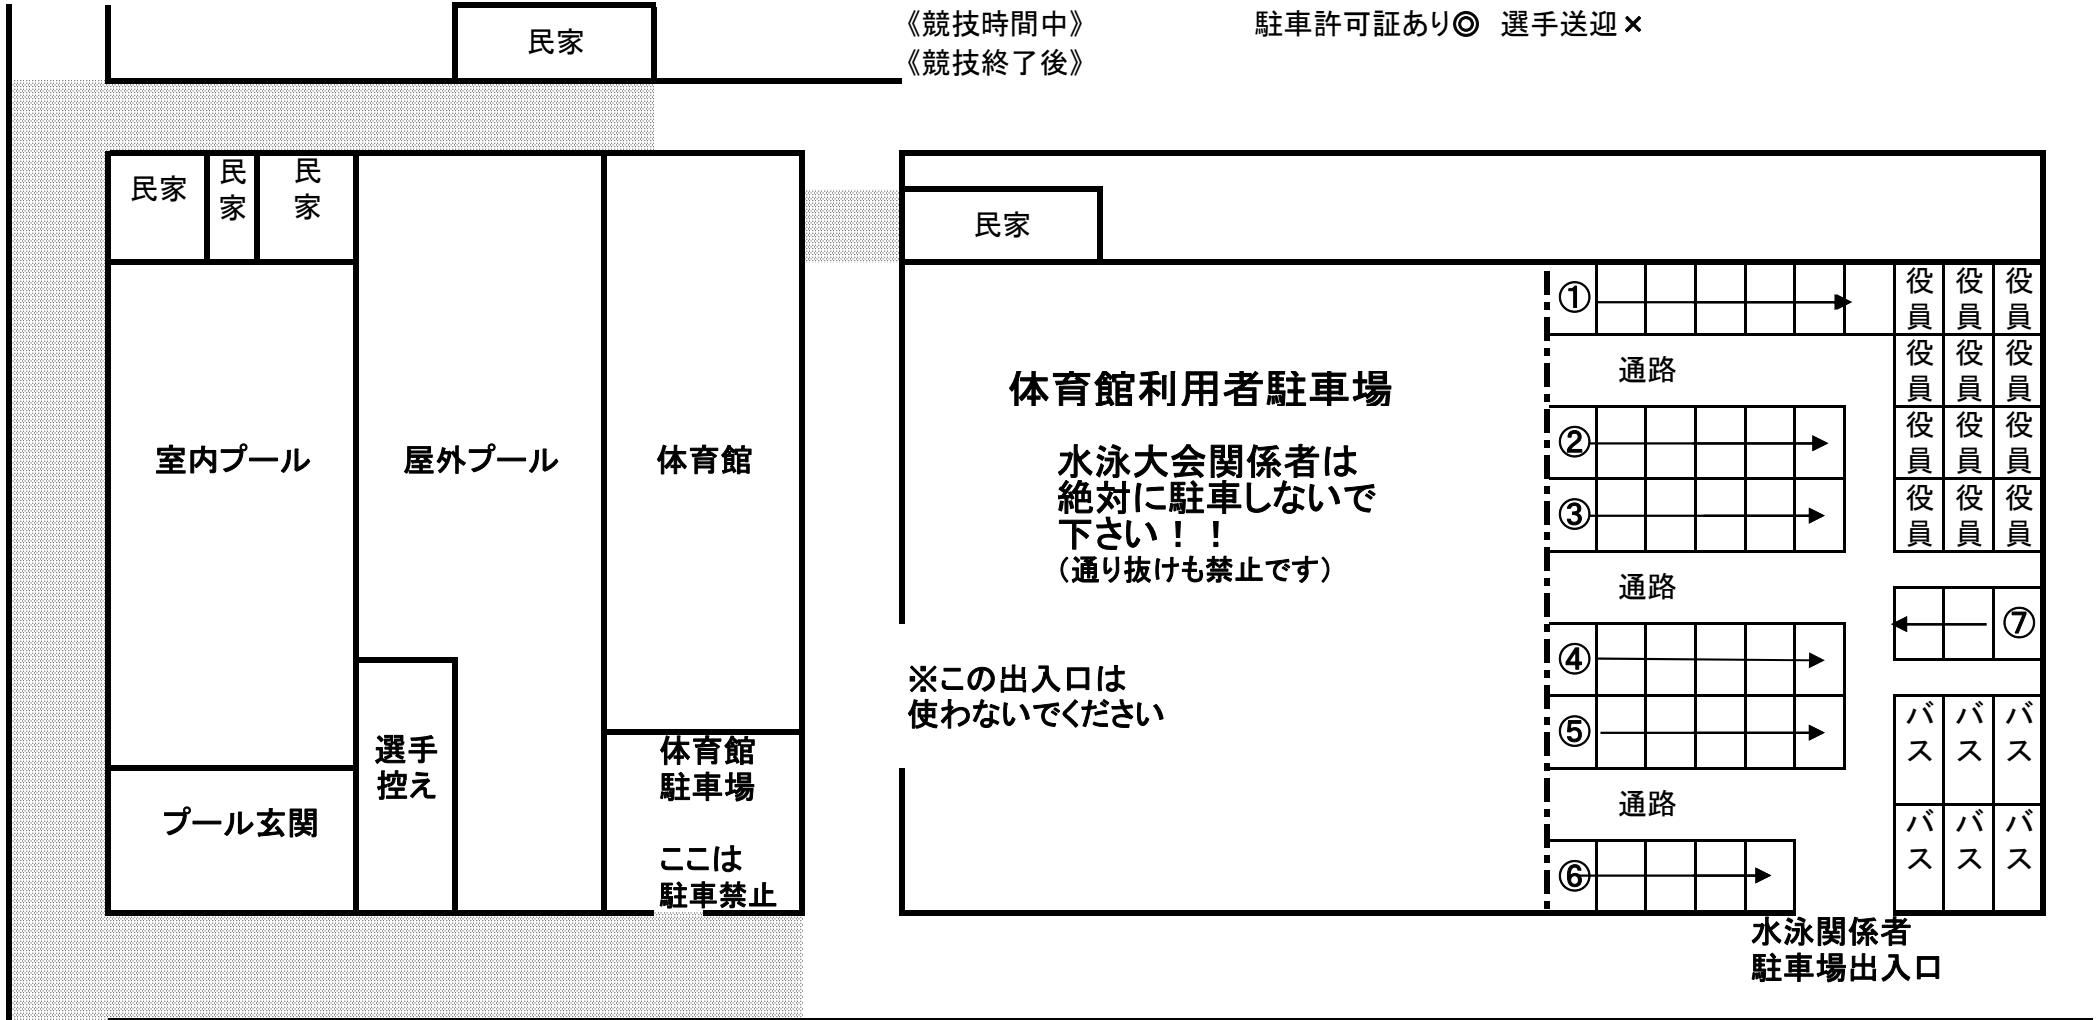 民家
《競技時間中》 駐車許可証あり◎ 選手送迎×
《競技終了後》
民家
民家
民家
民家
室内プール
屋外プール
体育館
選手
控え
プール玄関
体育館
駐車場
ここは
駐車禁止
体育館利用者駐車場
水泳大会関係者は
絶対に駐車しないで
下さい！！
（通り抜けも禁止です）
※この出入口は
使わないでください
①
通路
②
③
通路
④
⑤
通路
⑥
役員 役員 役員
役員 役員 役員
役員 役員 役員
役員 役員 役員
⑦
バス バス バス
バス バス バス
水泳関係者
駐車場出入口